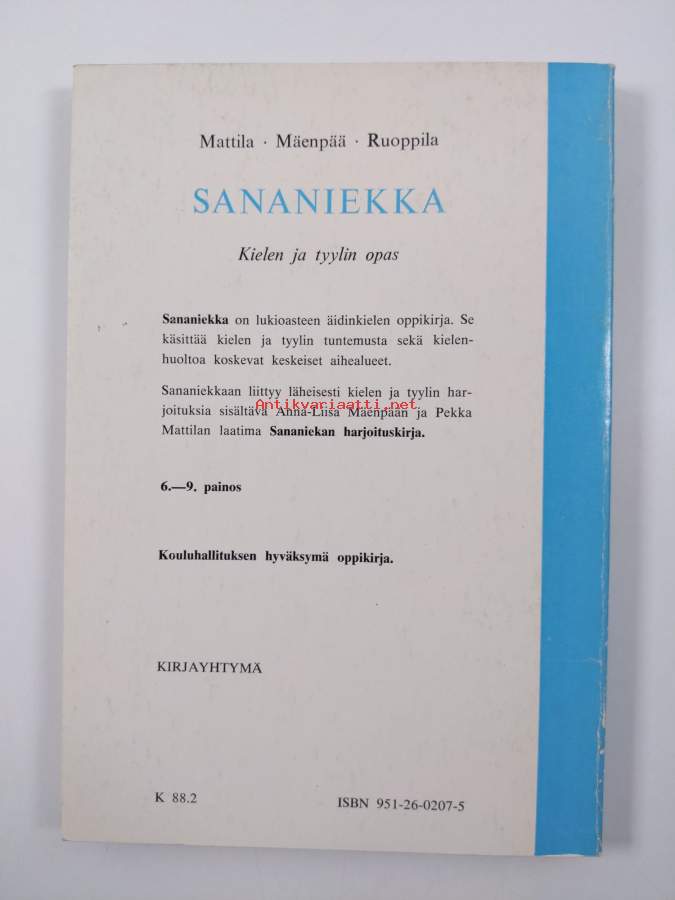 Mattila · Mäenpää · Ruoppila
SANANIEKKA
Kielen ja tyylin opas
Sananiekka on lukioasteen äidinkielen oppikirja. Se
käsittää kielen ja tyylin tuntemusta sekä kielen-
huoltoa koskevat keskeiset aihealueet.
Sananiekkaan liittyy läheisesti kielen ja tyylin har-
Antikvariaatti.net
joituksia sisältävä Anna-Liisa Mäenpään ja Pekka
Mattilan laatima Sananiekan harjoituskirja.
6.—9. painos
Kouluhallituksen hyväksymä oppikirja.
KIRJAYHTYMÄ
K 88.2
ISBN 951-26-0207-5